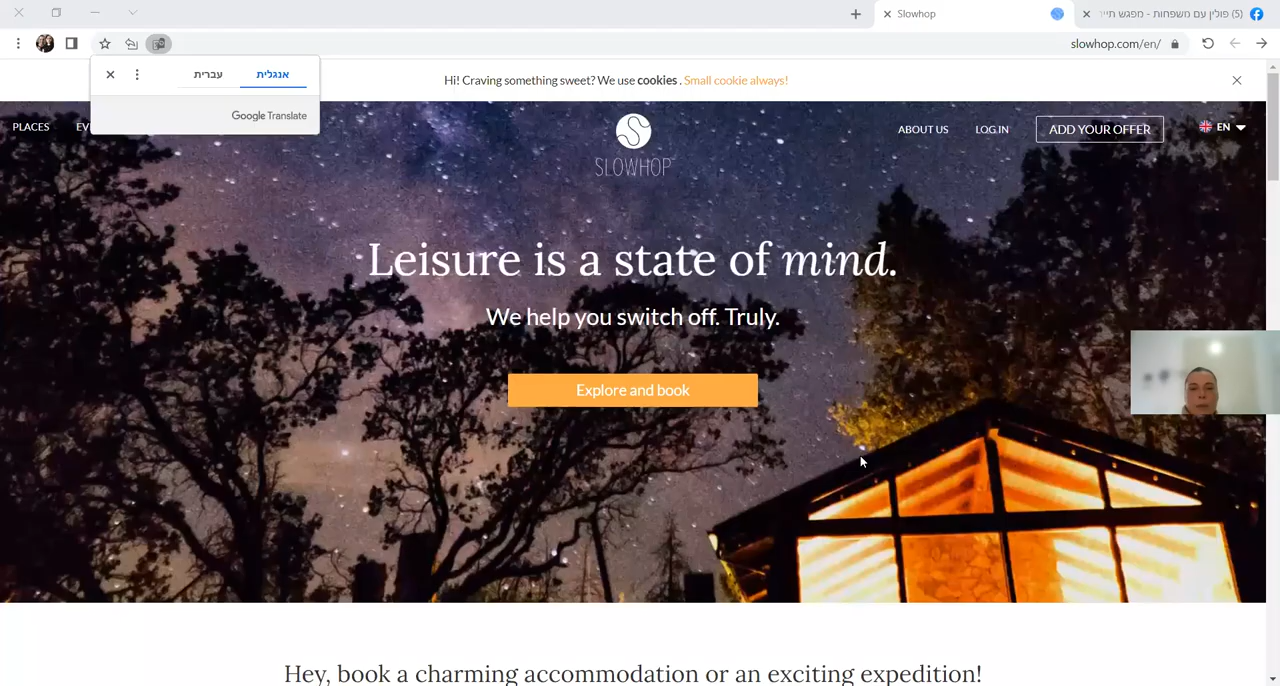 Slowhop
(5) פולין עם משפחות - מפגש תייר
slowhop.com/en/
עברית
אנגלית
Google Translate
Hi! Craving something sweet? We use cookies . Small cookie always!
PLACES
EV
SLOWHOP
ABOUT US
LOG IN
ADD YOUR OFFER
EN
Leisure is a state of mind.
We help you switch off. Truly.
Explore and book
Hey, book a charming accommodation or an exciting expedition!